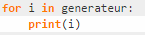 for i in generateur:
    print(i)